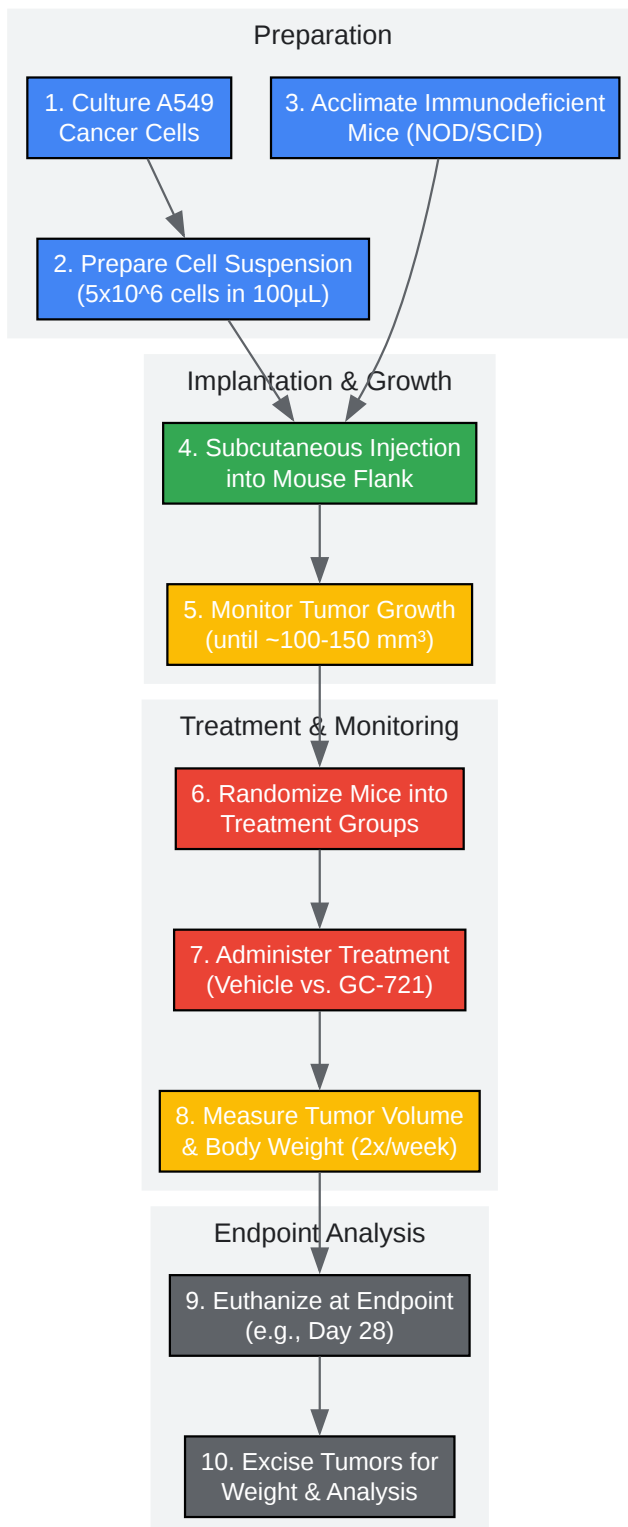 Preparation
1. Culture A549
Cancer Cells
3. Acclimate Immunodeficient
Mice (NOD/SCID)
2. Prepare Cell Suspension
(5x10^6 cells in 100µL)
Implantation & Growth
4. Subcutaneous Injection
into Mouse Flank
5. Monitor Tumor Growth
(until ~100-150 mm³)
Treatment & Monitoring
6. Randomize Mice into
Treatment Groups
7. Administer Treatment
(Vehicle vs. GC-721)
8. Measure Tumor Volume
& Body Weight (2x/week)
Endpoint Analysis
9. Euthanize at Endpoint
(e.g., Day 28)
10. Excise Tumors for
Weight & Analysis